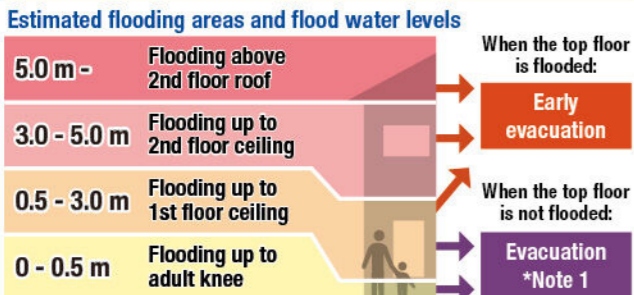 Estimated flooding areas and flood water levels
5.0 m -
Flooding above
2nd floor roof
3.0 - 5.0 m
Flooding up to
2nd floor ceiling
0.5 - 3.0 m
Flooding up to
1st floor ceiling
0 - 0.5 m
Flooding up to
adult knee
When the top floor
is flooded:
Early
evacuation
When the top floor
is not flooded:
Evacuation
*Note 1